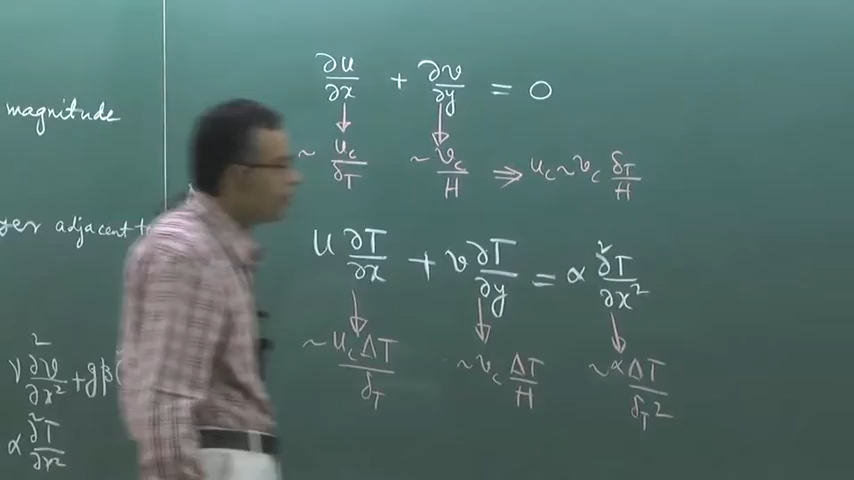 magnitude
yer adjacent t
ν ∂²v/∂x² + gβ(
α ∂²T/∂x²
∂u/∂x + ∂v/∂y = 0
↓ ↓
~ u_c/δ_T ~ v_c/H ⇒ u_c ~ v_c δ_T/H
u ∂T/∂x + v ∂T/∂y = α ∂²T/∂x²
↓ ↓ ↓
~ u_c ΔT/δ_T ~ v_c ΔT/H ~ α ΔT/δ_T²